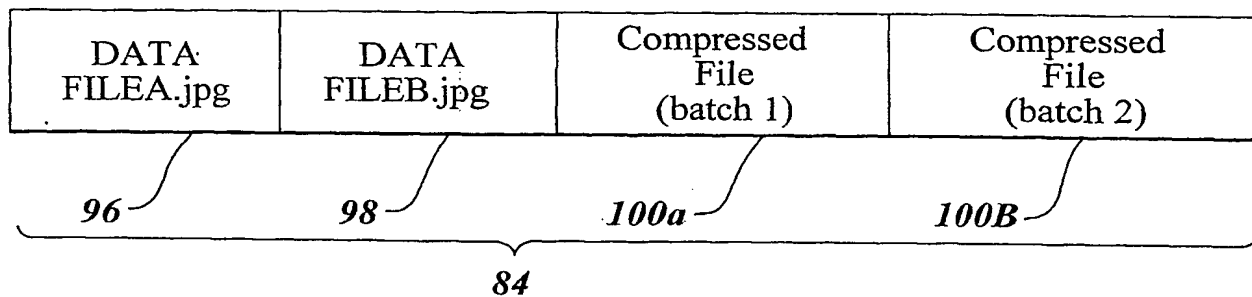 DATA
FILEA.jpg
DATA
FILEB.jpg
Compressed
File
(batch 1)
Compressed
File
(batch 2)
96
98
100a
100B
84